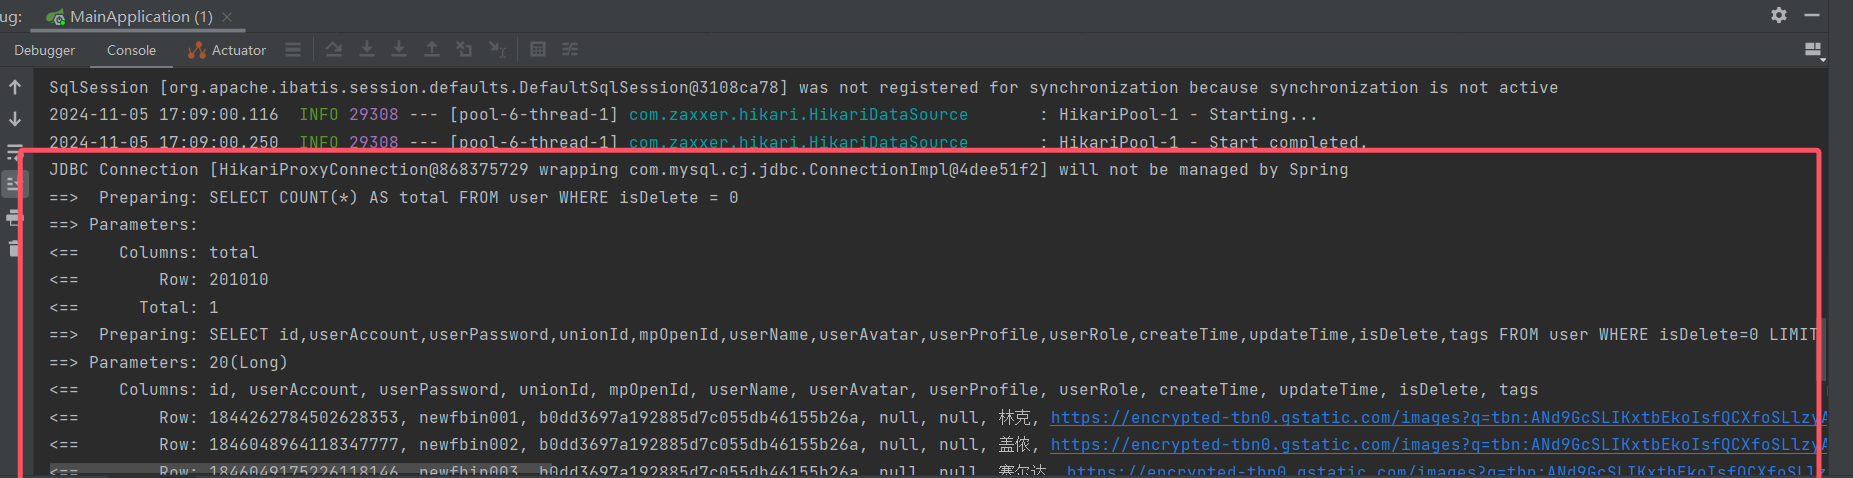 ug: MainApplication (1)
Debugger Console Actuator
SqlSession [org.apache.ibatis.session.defaults.DefaultSqlSession@3108ca78] was not registered for synchronization because synchronization is not active
2024-11-05 17:09:00.116  INFO 29308 --- [pool-6-thread-1] com.zaxxer.hikari.HikariDataSource       : HikariPool-1 - Starting...
2024-11-05 17:09:00.250  INFO 29308 --- [pool-6-thread-1] com.zaxxer.hikari.HikariDataSource       : HikariPool-1 - Start completed.
JDBC Connection [HikariProxyConnection@868375729 wrapping com.mysql.cj.jdbc.ConnectionImpl@4dee51f2] will not be managed by Spring
==>  Preparing: SELECT COUNT(*) AS total FROM user WHERE isDelete = 0
==> Parameters:
<==    Columns: total
<==        Row: 201010
<==      Total: 1
==>  Preparing: SELECT id,userAccount,userPassword,unionId,mpOpenId,userName,userAvatar,userProfile,userRole,createTime,updateTime,isDelete,tags FROM user WHERE isDelete=0 LIMIT
==> Parameters: 20(Long)
<==    Columns: id, userAccount, userPassword, unionId, mpOpenId, userName, userAvatar, userProfile, userRole, createTime, updateTime, isDelete, tags
<==        Row: 1844262784502628353, newfbin001, b0dd3697a192885d7c055db46155b26a, null, null, 林克, https://encrypted-tbn0.gstatic.com/images?q=tbn:ANd9GcSLIKxtbEkoIsfQCXfoSLlzyA
<==        Row: 1846048964118347777, newfbin002, b0dd3697a192885d7c055db46155b26a, null, null, 盖侬, https://encrypted-tbn0.gstatic.com/images?q=tbn:ANd9GcSLIKxtbEkoIsfQCXfoSLlzyA
<==        Row: 1846049175226118146, newfbin003, b0dd3697a192885d7c055db46155b26a, null, null, 塞尔达, https://encrypted-tbn0.gstatic.com/images?q=tbn:ANd9GcSLIKxtbEkoIsfQCXfoSLlz